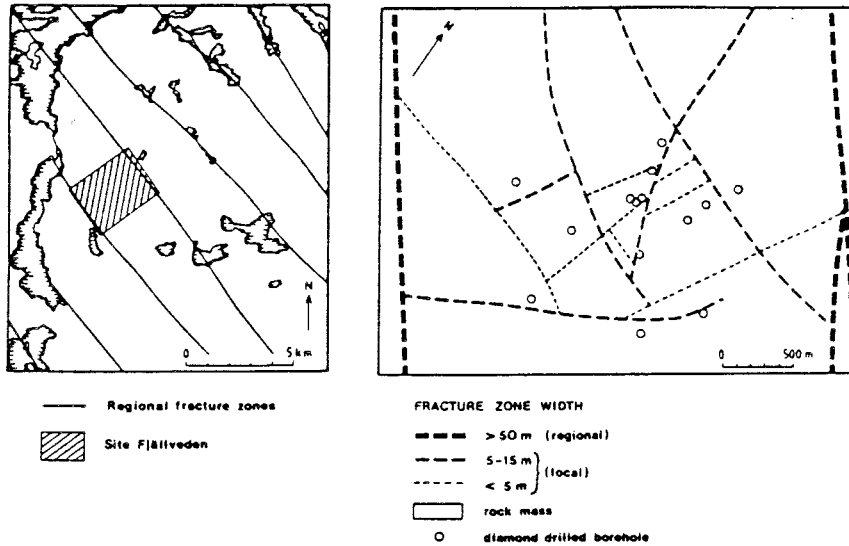 N
0 5 km
Regional fracture zones
Site Fjällveden
N
0 500 m
FRACTURE ZONE WIDTH
> 50 m (regional)
5-15 m
(local)
< 5 m
rock mass
diamond drilled borehole